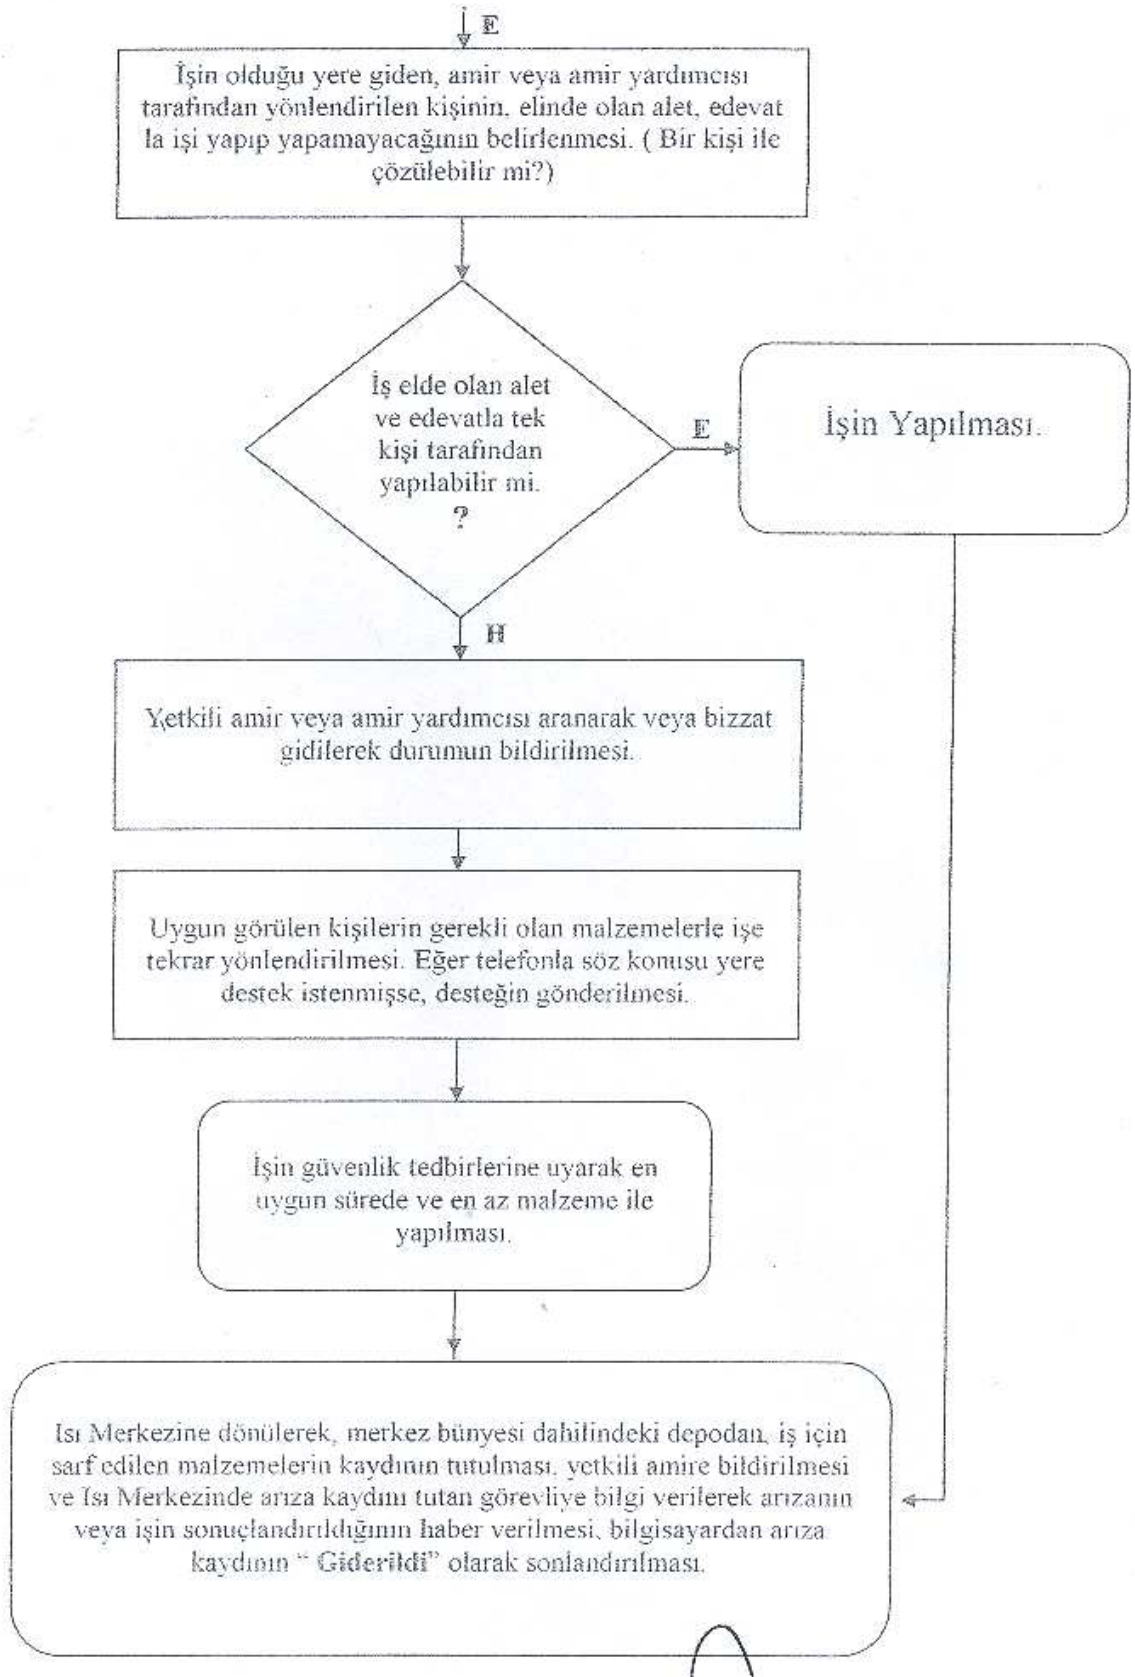 E
İşin olduğu yere giden, amir veya amir yardımcısı
tarafından yönlendirilen kişinin, elinde olan alet, edevat
la işi yapıp yapamayacağının belirlenmesi. ( Bir kişi ile
çözülebilir mi?)
İş elde olan alet
ve edevatla tek
kişi tarafından
yapılabilir mi.
?
E
İşin Yapılması.
H
Yetkili amir veya amir yardımcısı aranarak veya bizzat
gidilerek durumun bildirilmesi.
Uygun görülen kişilerin gerekli olan malzemelerle işe
tekrar yönlendirilmesi. Eğer telefonla söz konusu yere
destek istenmişse, desteğin gönderilmesi.
İşin güvenlik tedbirlerine uyarak en
uygun sürede ve en az malzeme ile
yapılması.
Isı Merkezine dönülerek, merkez bünyesi dahilindeki depodan, iş için
sarf edilen malzemelerin kaydının tutulması, yetkili amire bildirilmesi
ve Isı Merkezinde arıza kaydını tutan görevliye bilgi verilerek arızanın
veya işin sonuçlandırıldığının haber verilmesi, bilgisayardan arıza
kaydının “ Giderildi” olarak sonlandırılması.